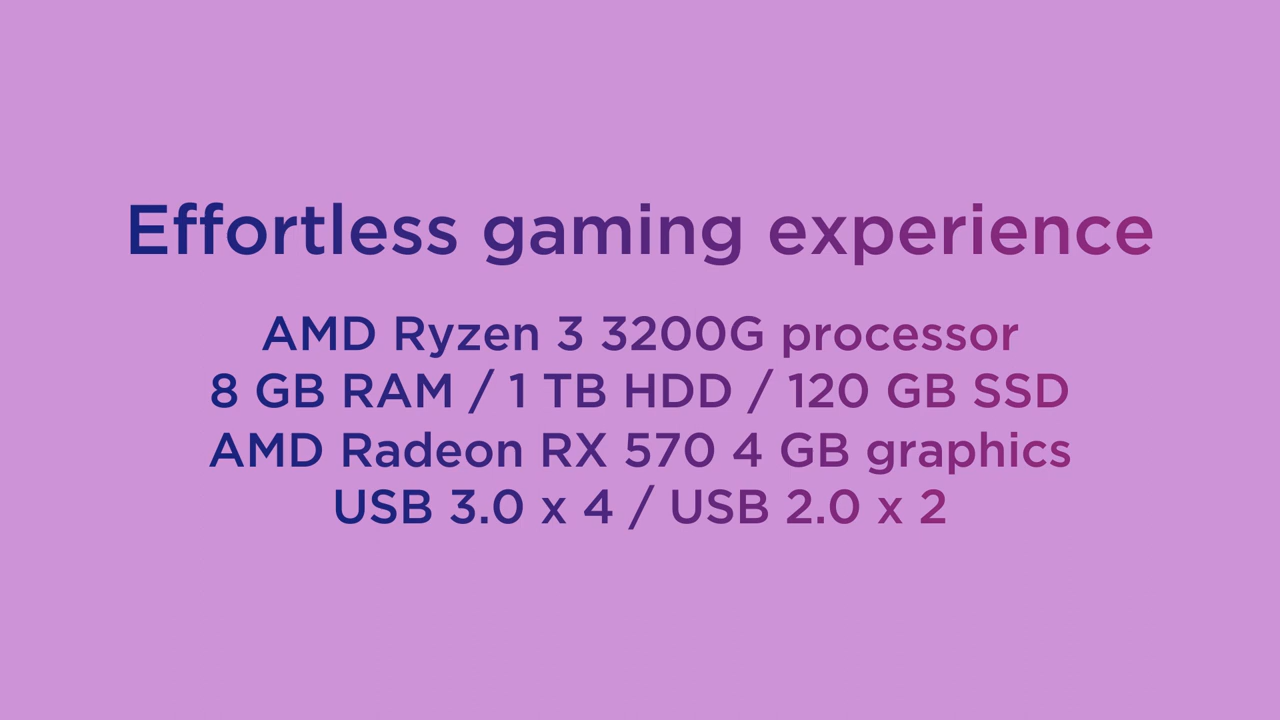 Effortless gaming experience
AMD Ryzen 3 3200G processor
8 GB RAM / 1 TB HDD / 120 GB SSD
AMD Radeon RX 570 4 GB graphics
USB 3.0 x 4 / USB 2.0 x 2